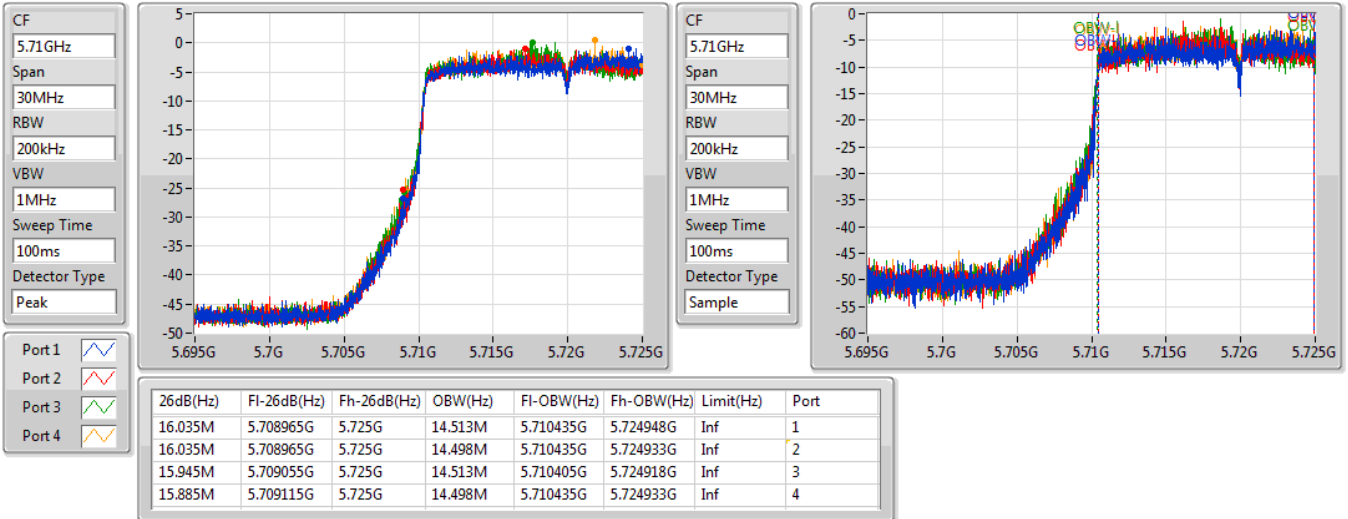 CF
5.71GHz
Span
30MHz
RBW
200kHz
VBW
1MHz
Sweep Time
100ms
Detector Type
Peak
5
0
-5
-10
-15
-20
-25
-30
-35
-40
-45
-50
5.695G 5.7G 5.705G 5.71G 5.715G 5.72G 5.725G
CF
5.71GHz
Span
30MHz
RBW
200kHz
VBW
1MHz
Sweep Time
100ms
Detector Type
Sample
0
-5
-10
-15
-20
-25
-30
-35
-40
-45
-50
-55
-60
OBW-l
5.695G 5.7G 5.705G 5.71G 5.715G 5.72G 5.725G
Port 1
Port 2
Port 3
Port 4
26dB(Hz) Fl-26dB(Hz) Fh-26dB(Hz) OBW(Hz) Fl-OBW(Hz) Fh-OBW(Hz) Limit(Hz) Port
16.035M 5.708965G 5.725G 14.513M 5.710435G 5.724948G Inf 1
16.035M 5.708965G 5.725G 14.498M 5.710435G 5.724933G Inf 2
15.945M 5.709055G 5.725G 14.513M 5.710405G 5.724918G Inf 3
15.885M 5.709115G 5.725G 14.498M 5.710435G 5.724933G Inf 4